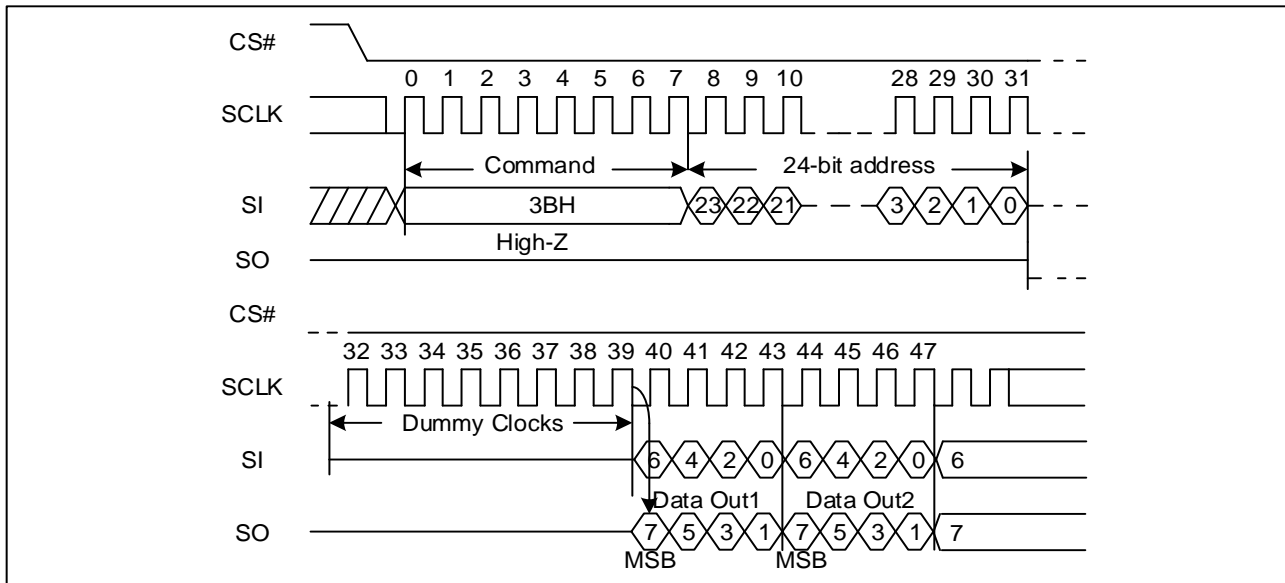 CS#
0 1 2 3 4 5 6 7 8 9 10 28 29 30 31
SCLK
Command 24-bit address
SI 3BH 23 22 21 3 2 1 0
High-Z
SO
CS#
32 33 34 35 36 37 38 39 40 41 42 43 44 45 46 47
SCLK
Dummy Clocks
SI 6 4 2 0 6 4 2 0 6
Data Out1 Data Out2
SO 7 5 3 1 7 5 3 1 7
MSB MSB